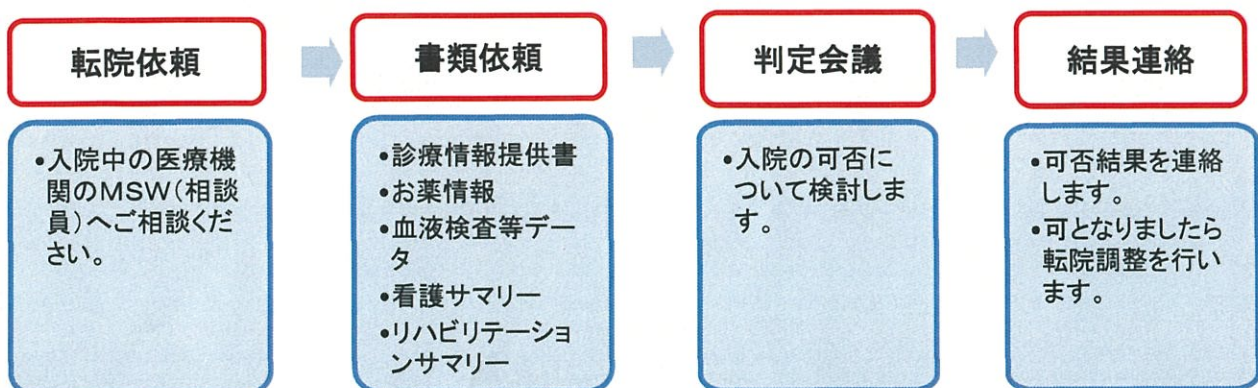 転院依頼
•入院中の医療機
関のMSW(相談
員)へご相談くだ
さい。
書類依頼
•診療情報提供書
•お薬情報
•血液検査等デー
タ
•看護サマリー
•リハビリテーショ
ンサマリー
判定会議
•入院の可否に
ついて検討しま
す。
結果連絡
•可否結果を連絡
します。
•可となりましたら
転院調整を行い
ます。